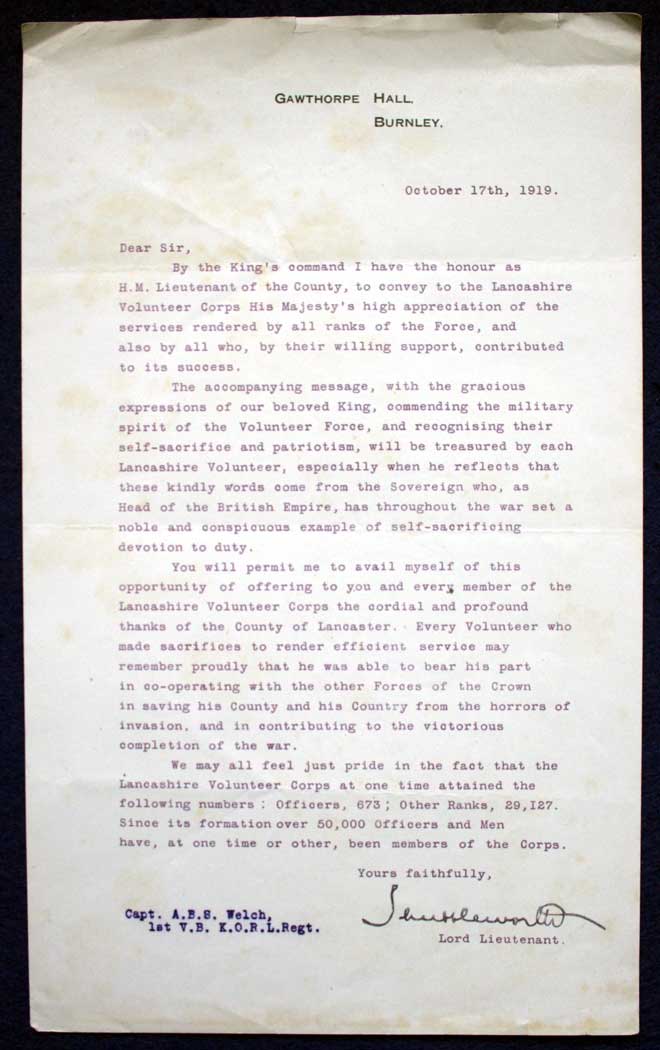 GAWTHORPE HALL.
BURNLEY.
October 17th, 1919.
Dear Sir,
By the King's command I have the honour as
H.M. Lieutenant of the County, to convey to the Lancashire
Volunteer Corps His Majesty's high appreciation of the
services rendered by all ranks of the Force, and
also by all who, by their willing support, contributed
to its success.
The accompanying message, with the gracious
expressions of our beloved King, commending the military
spirit of the Volunteer Force, and recognising their
self-sacrifice and patriotism, will be treasured by each
Lancashire Volunteer, especially when he reflects that
these kindly words come from the Sovereign who, as
Head of the British Empire, has throughout the war set a
noble and conspicuous example of self-sacrificing
devotion to duty.
You will permit me to avail myself of this
opportunity of offering to you and every member of the
Lancashire Volunteer Corps the cordial and profound
thanks of the County of Lancaster. Every Volunteer who
made sacrifices to render efficient service may
remember proudly that he was able to bear his part
in co-operating with the other Forces of the Crown
in saving his County and his Country from the horrors of
invasion, and in contributing to the victorious
completion of the war.
We may all feel just pride in the fact that the
Lancashire Volunteer Corps at one time attained the
following numbers : Officers, 673 ; Other Ranks, 29,127.
Since its formation over 50,000 Officers and Men
have, at one time or other, been members of the Corps.
Yours faithfully,
Shuttleworth
Lord Lieutenant.
Capt. A.B.S. Welch,
1st V.B. K.O.R.L.Regt.